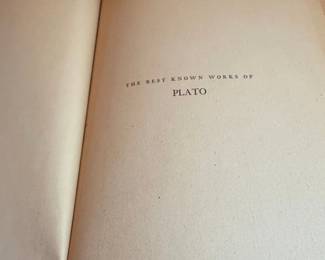 THE BEST KNOWN WORKS OF
PLATO